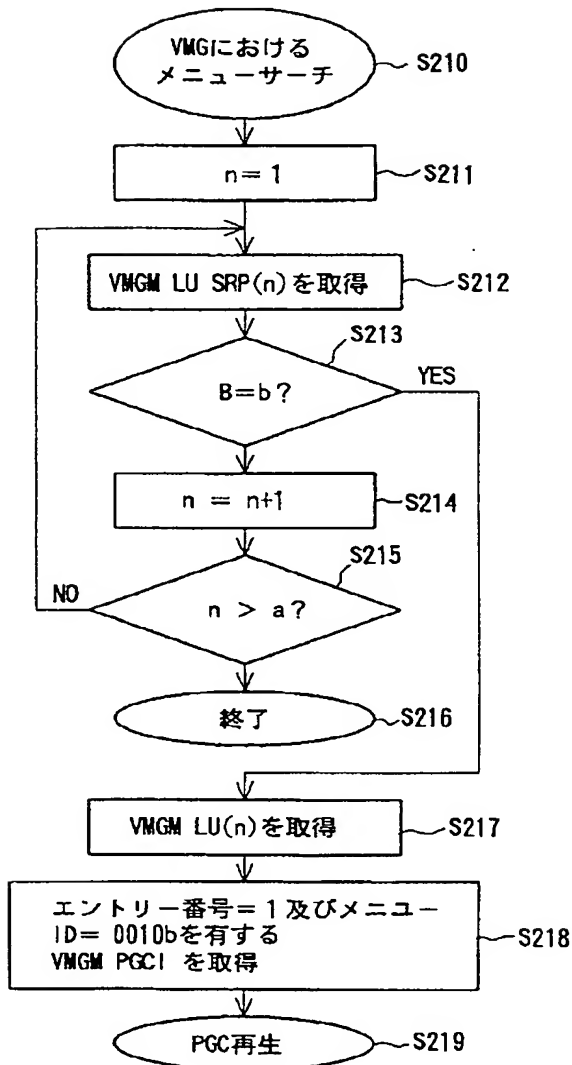 VMGにおける
メニューサーチ
S210
n= 1
S211
VMGM LU SRP(n)を取得
S212
S213
B=b?
YES
n = n+1
S214
S215
NO
n > a?
終了
S216
VMGM LU(n)を取得
S217
エントリー番号=1及びメニュー
ID= 0010bを有する
VMGM PGCI を取得
S218
PGC再生
S219